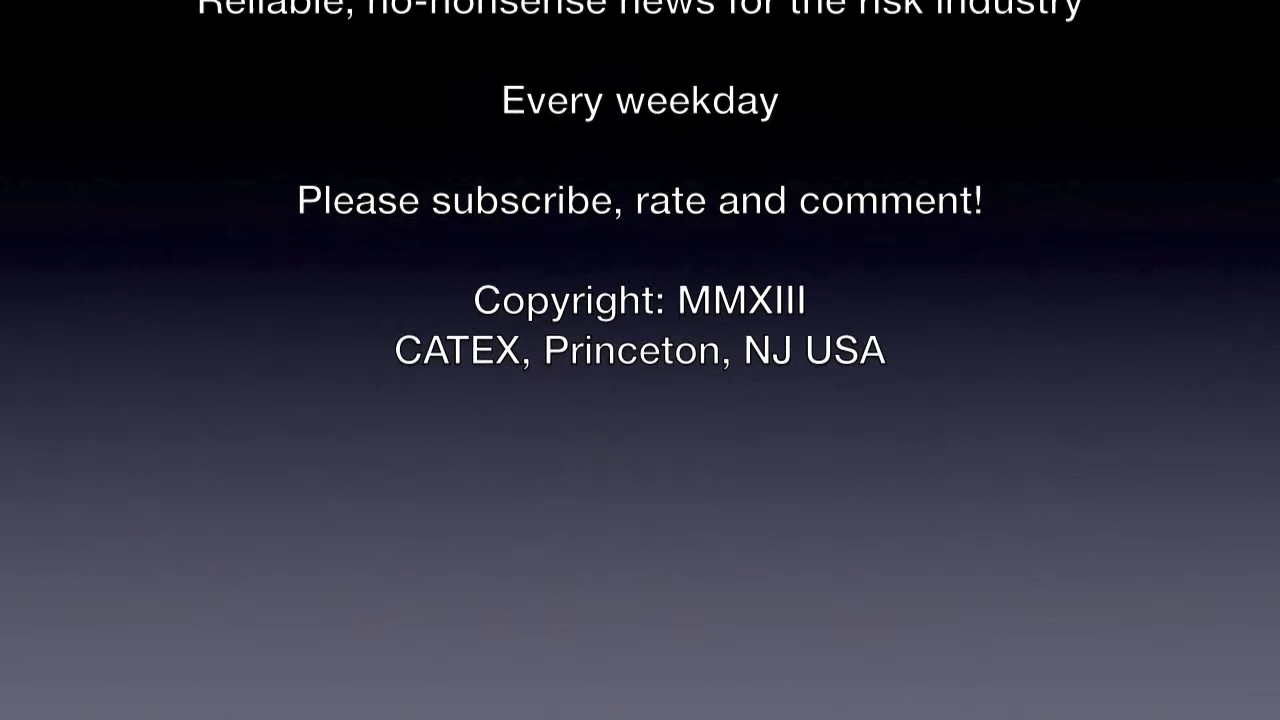 Reliable, no-nonsense news for the risk industry
Every weekday
Please subscribe, rate and comment!
Copyright: MMXIII
CATEX, Princeton, NJ USA